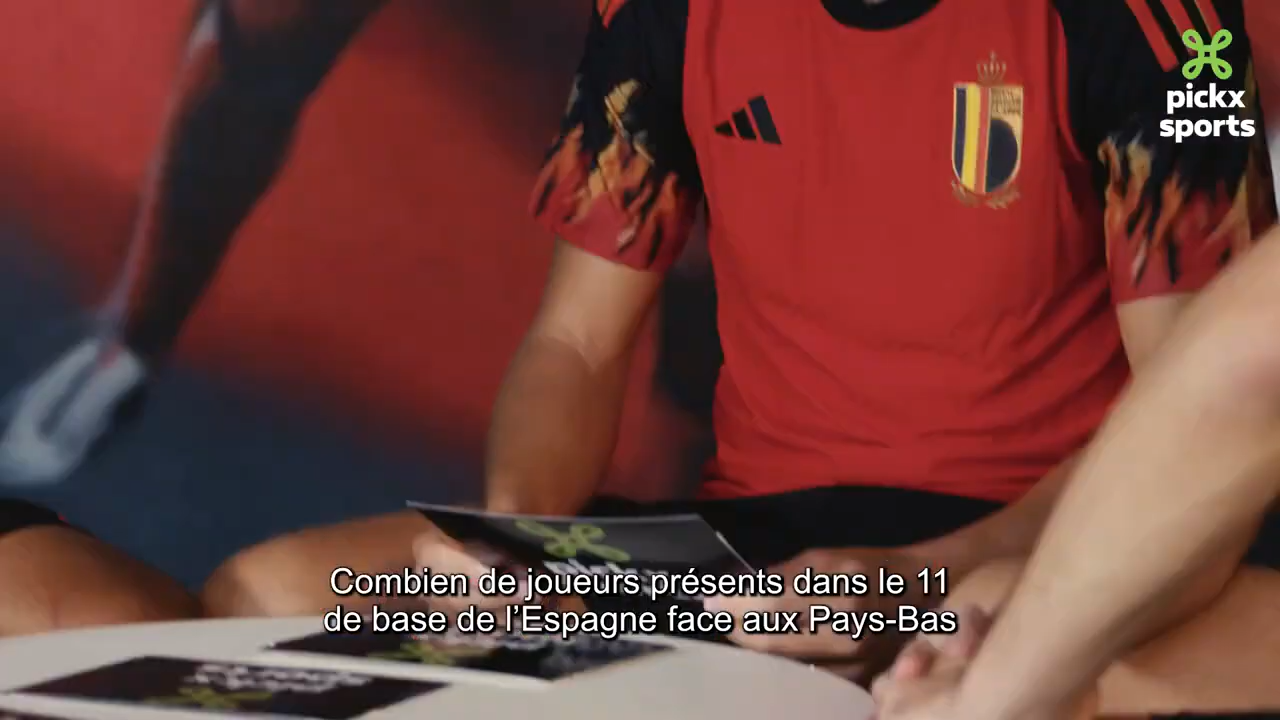 pickx
sports
Combien de joueurs présents dans le 11
de base de l’Espagne face aux Pays-Bas